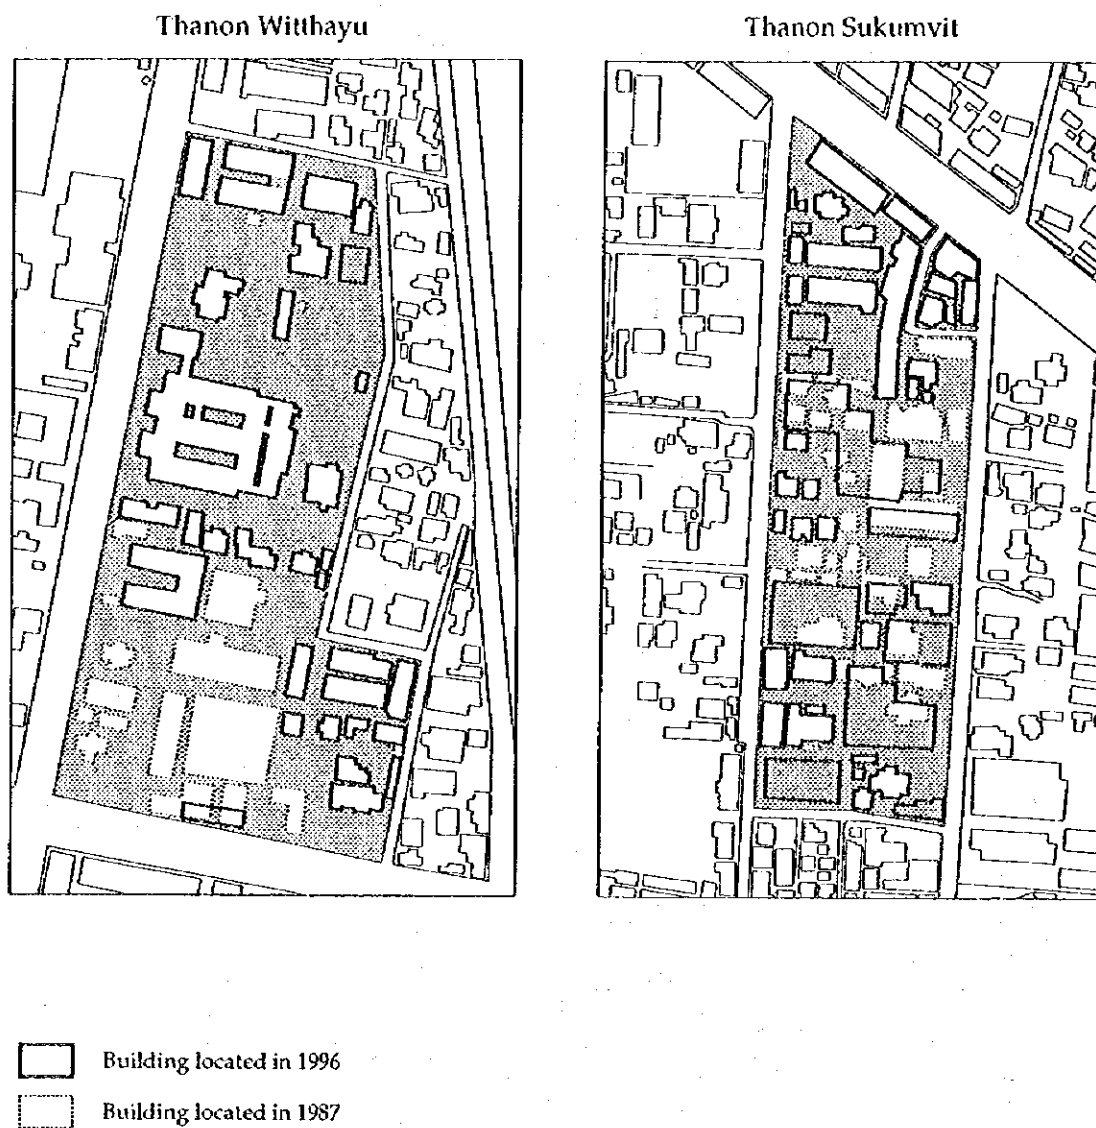 Thanon Witthayu
Thanon Sukumvit
Building located in 1996
Building located in 1987